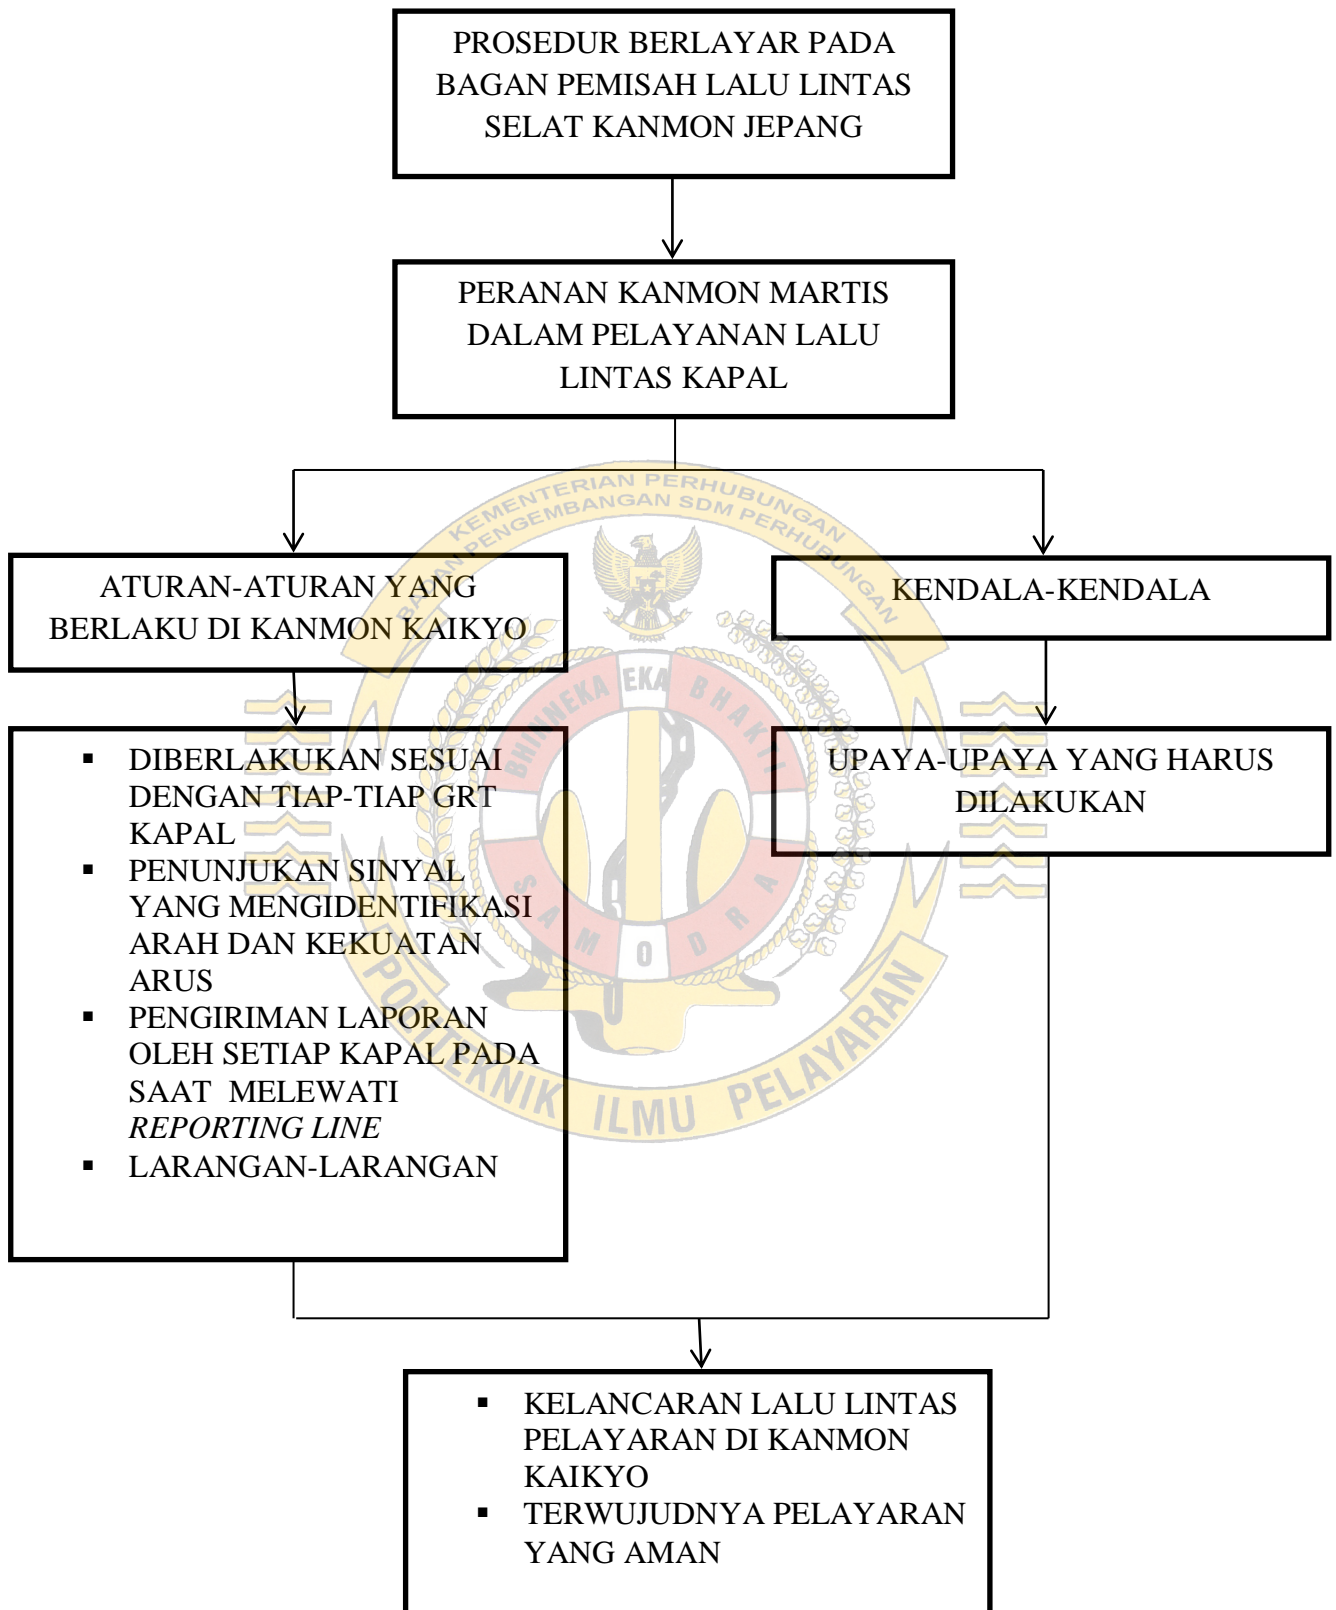 PROSEDUR BERLAYAR PADA
BAGAN PEMISAH LALU LINTAS
SELAT KANMON JEPANG
PERANAN KANMON MARTIS
DALAM PELAYANAN LALU
LINTAS KAPAL
KEMENTERIAN PERHUBUNGAN
BADAN PENGEMBANGAN SDM PERHUBUNGAN
ATURAN-ATURAN YANG
BERLAKU DI KANMON KAIKYO
KENDALA-KENDALA
BHINNEKA EKA BHAKTI
SAMODRA
POLITEKNIK ILMU PELAYARAN
▪ DIBERLAKUKAN SESUAI
DENGAN TIAP-TIAP GRT
KAPAL
▪ PENUNJUKAN SINYAL
YANG MENGIDENTIFIKASI
ARAH DAN KEKUATAN
ARUS
▪ PENGIRIMAN LAPORAN
OLEH SETIAP KAPAL PADA
SAAT MELEWATI
REPORTING LINE
▪ LARANGAN-LARANGAN
UPAYA-UPAYA YANG HARUS
DILAKUKAN
▪ KELANCARAN LALU LINTAS
PELAYARAN DI KANMON
KAIKYO
▪ TERWUJUDNYA PELAYARAN
YANG AMAN